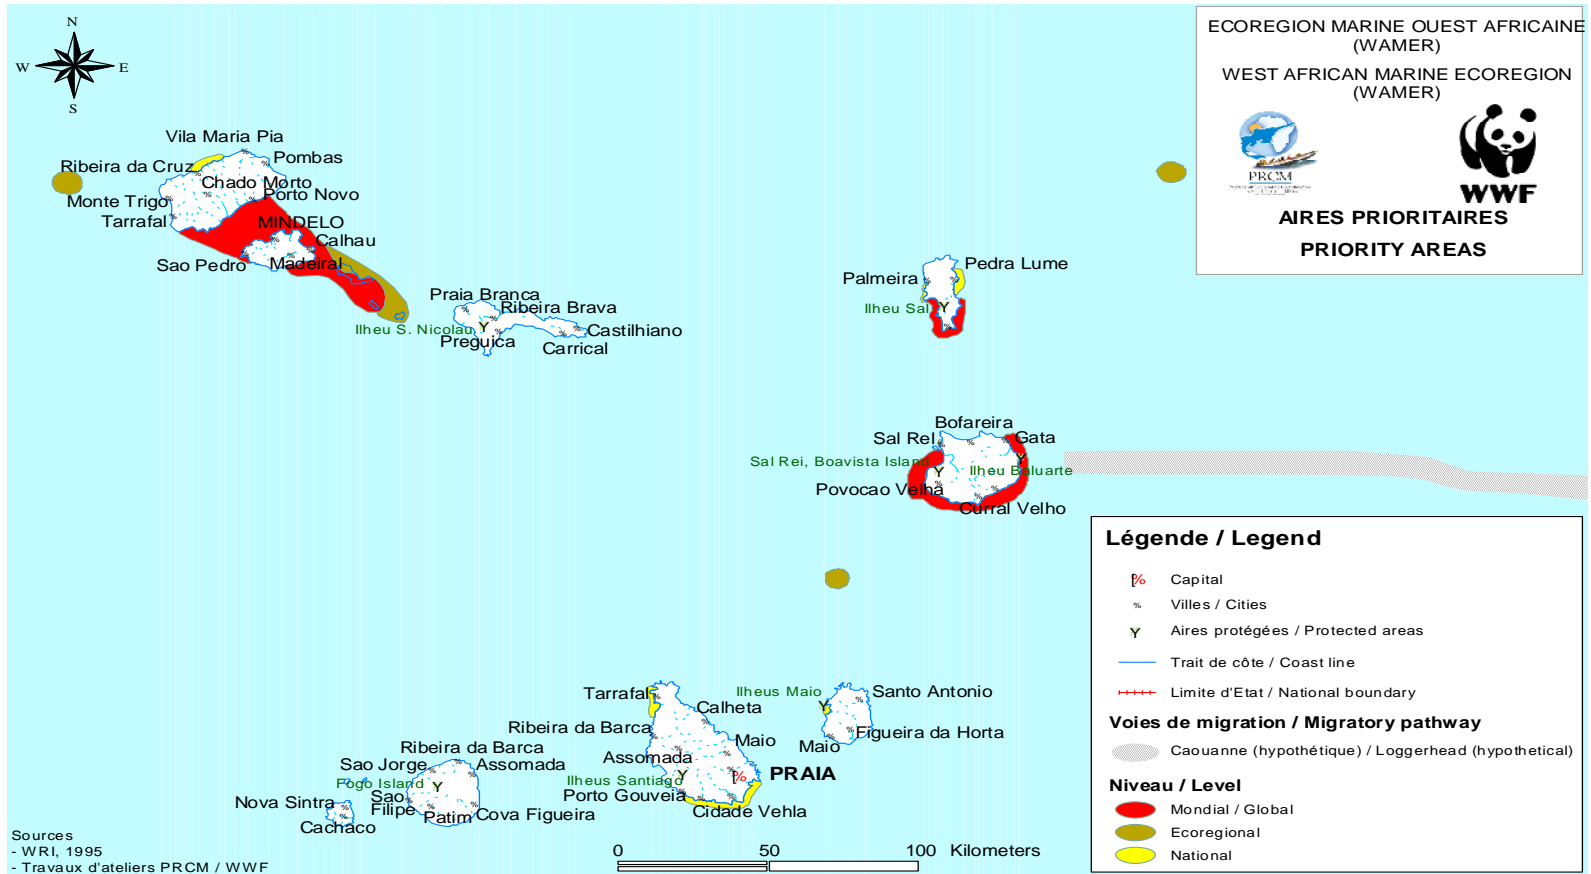 N
W
E
S
ECOREGION MARINE OUEST AFRICAINE
(WAMER)
WEST AFRICAN MARINE ECOREGION
(WAMER)
PRCM
WWF
AIRES PRIORITAIRES
PRIORITY AREAS
Vila Maria Pia
Pombas
Ribeira da Cruz
Chado Morto
Monte Trigo
Porto Novo
Tarrafal
MINDELO
Calhau
Sao Pedro
Madeiral
Praia Branca
Ribeira Brava
Ilheu S. Nicolau
Castilhiano
Preguica
Carrical
Palmeira
Pedra Lume
Ilheu Sal
Bofareira
Sal Rel
Gata
Sal Rei, Boavista Island
Ilheu Baluarte
Povocao Velha
Curral Velho
Tarrafal
Ilheus Maio
Santo Antonio
Calheta
Ribeira da Barca
Figueira da Horta
Maio
Maio
Assomada
PRAIA
Ilheus Santiago
Porto Gouveia
Cidade Vehla
Ribeira da Barca
Sao Jorge
Assomada
Fogo Island
Nova Sintra
Sao
Filipe
Patim
Cova Figueira
Cachaco
Légende / Legend
Capital
Villes / Cities
Aires protégées / Protected areas
Trait de côte / Coast line
Limite d'Etat / National boundary
Voies de migration / Migratory pathway
Caouanne (hypothétique) / Loggerhead (hypothetical)
Niveau / Level
Mondial / Global
Ecoregional
National
Sources
- WRI, 1995
- Travaux d'ateliers PRCM / WWF
0 50 100 Kilometers